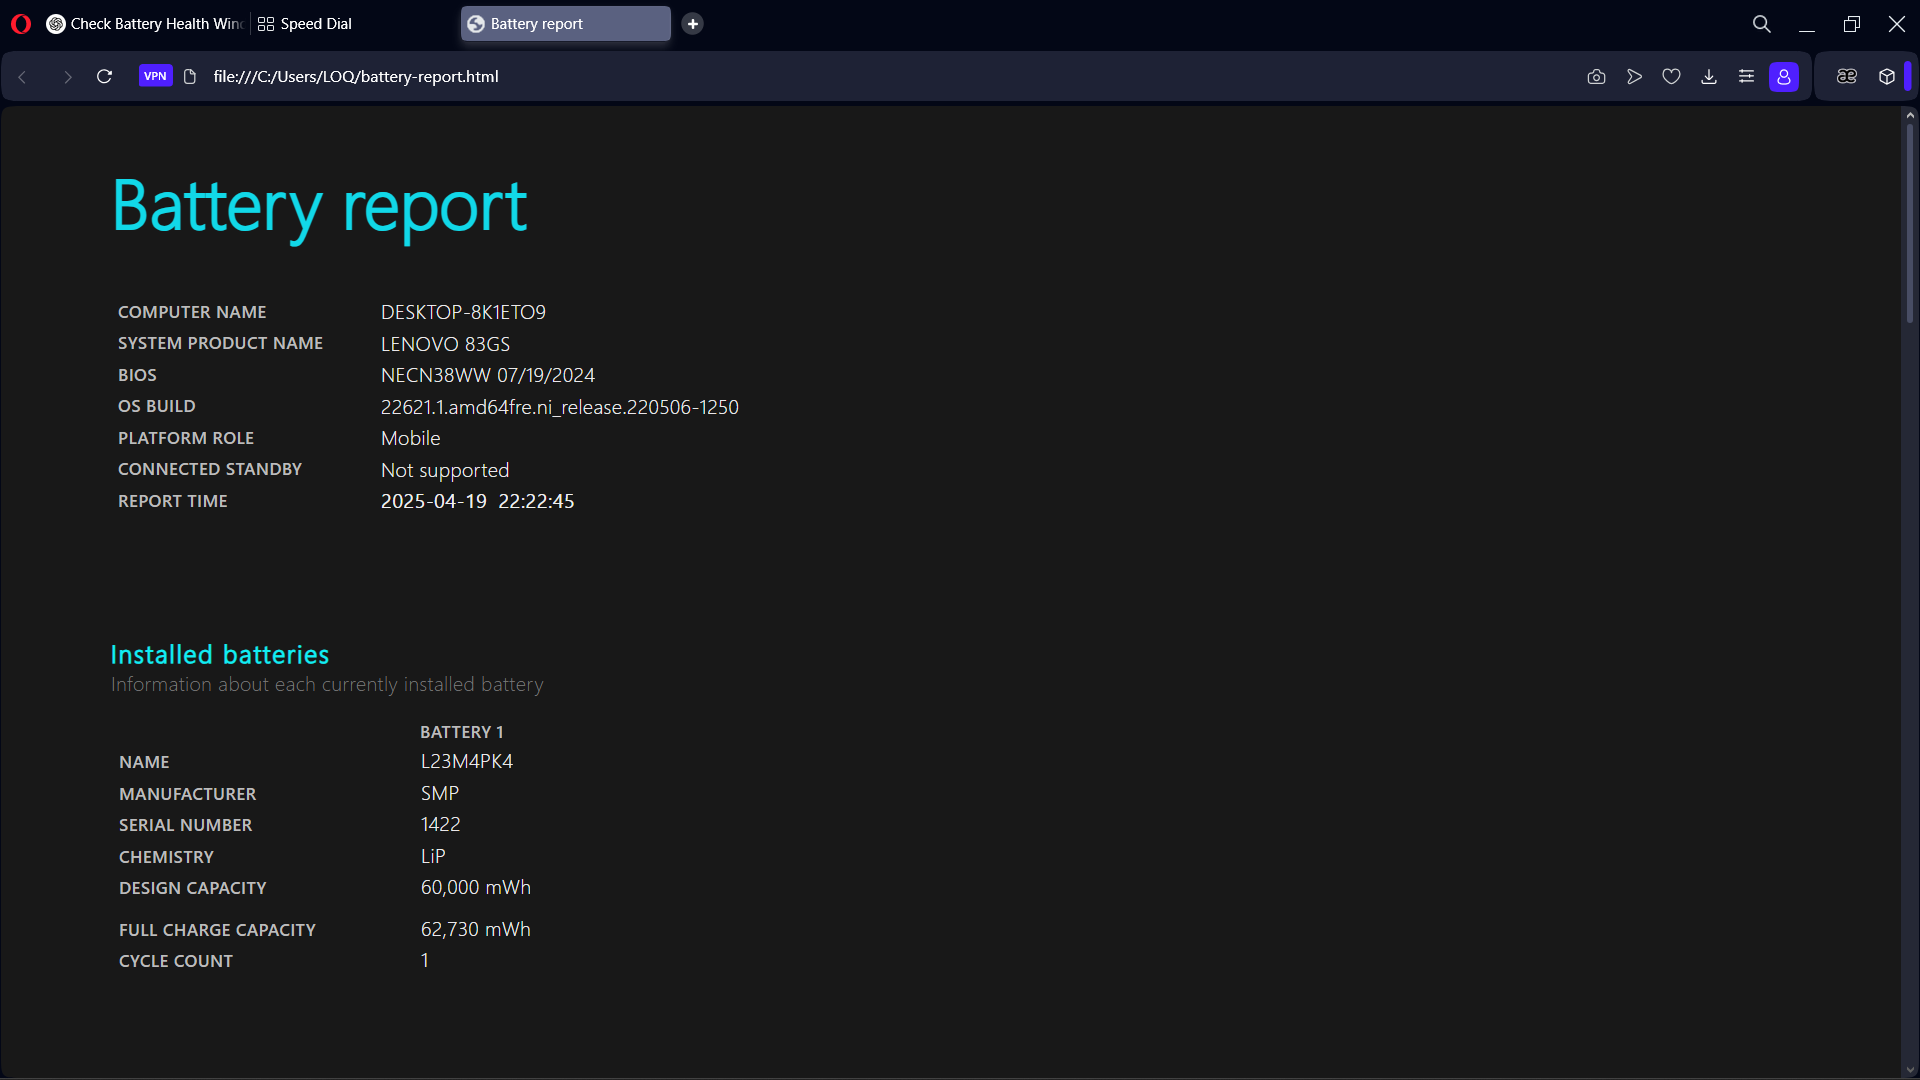 Check Battery Health Win
Speed Dial
Battery report
VPN
file:///C:/Users/LOQ/battery-report.html
Battery report
COMPUTER NAME DESKTOP-8K1ETO9
SYSTEM PRODUCT NAME LENOVO 83GS
BIOS NECN38WW 07/19/2024
OS BUILD 22621.1.amd64fre.ni_release.220506-1250
PLATFORM ROLE Mobile
CONNECTED STANDBY Not supported
REPORT TIME 2025-04-19 22:22:45
Installed batteries
Information about each currently installed battery
BATTERY 1
NAME L23M4PK4
MANUFACTURER SMP
SERIAL NUMBER 1422
CHEMISTRY LiP
DESIGN CAPACITY 60,000 mWh
FULL CHARGE CAPACITY 62,730 mWh
CYCLE COUNT 1